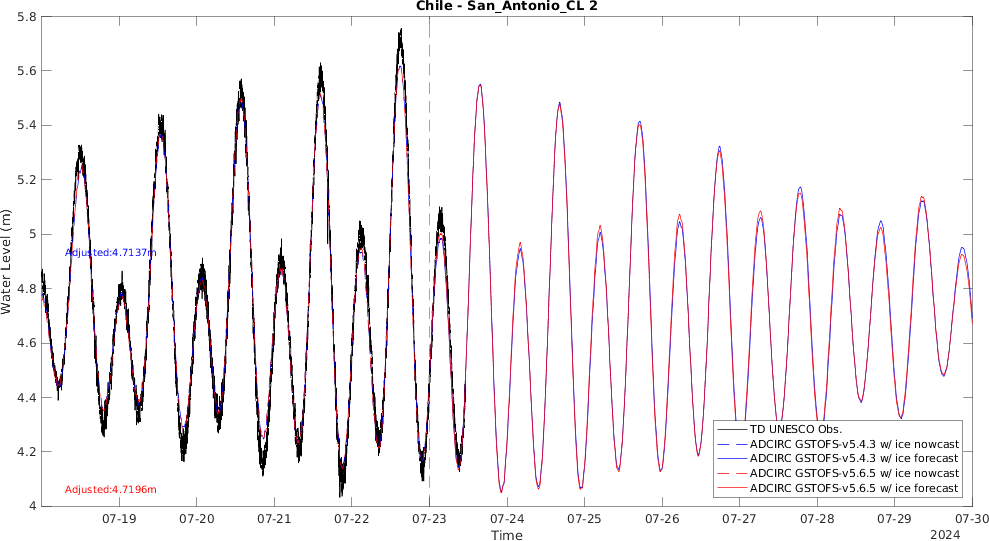 Chile - San_Antonio_CL 2
Water Level (m)
5.8
5.6
5.4
5.2
5
4.8
4.6
4.4
4.2
4
Adjusted:4.7137m
Adjusted:4.7196m
TD UNESCO Obs.
ADCIRC GSTOFS-v5.4.3 w/ ice nowcast
ADCIRC GSTOFS-v5.4.3 w/ ice forecast
ADCIRC GSTOFS-v5.6.5 w/ ice nowcast
ADCIRC GSTOFS-v5.6.5 w/ ice forecast
07-19 07-20 07-21 07-22 07-23 07-24 07-25 07-26 07-27 07-28 07-29 07-30
Time
2024